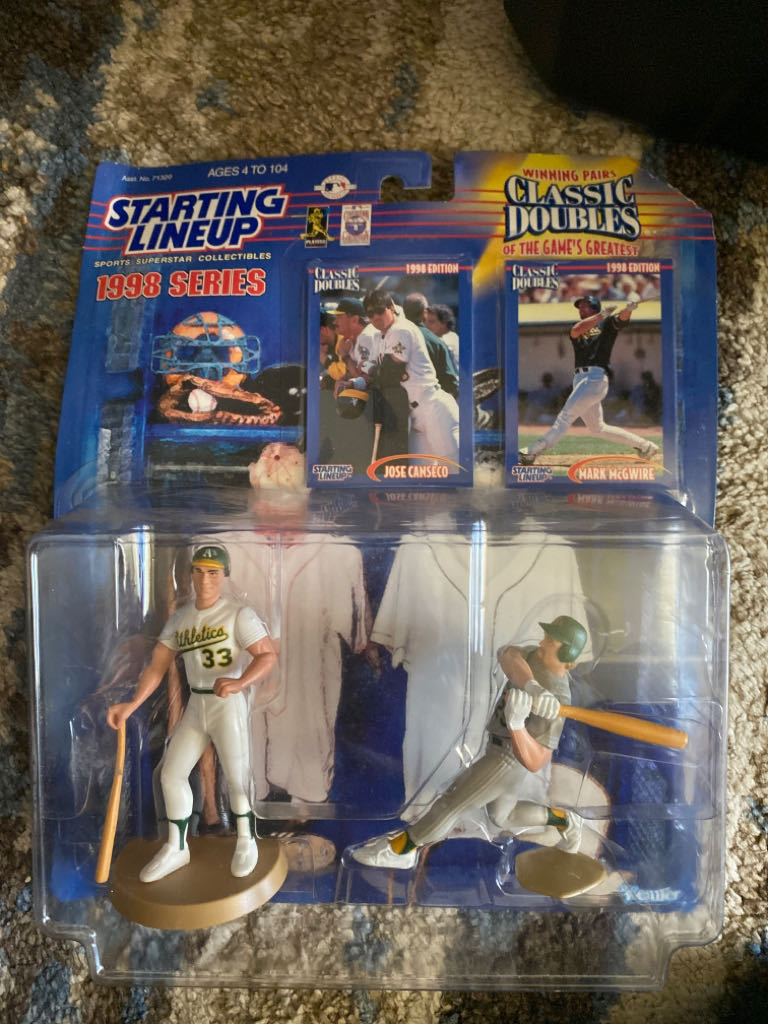 Asst. No. 71320
AGES 4 TO 104
STARTING
LINEUP
SPORTS SUPERSTAR COLLECTIBLES
1998 SERIES
WINNING PAIRS
CLASSIC
DOUBLES
OF THE GAME'S GREATEST
CLASSIC
DOUBLES
1998 EDITION
STARTING
LINEUP
JOSE CANSECO
CLASSIC
DOUBLES
1998 EDITION
STARTING
LINEUP
MARK McGWIRE
A's
Athletics
33
Kenner